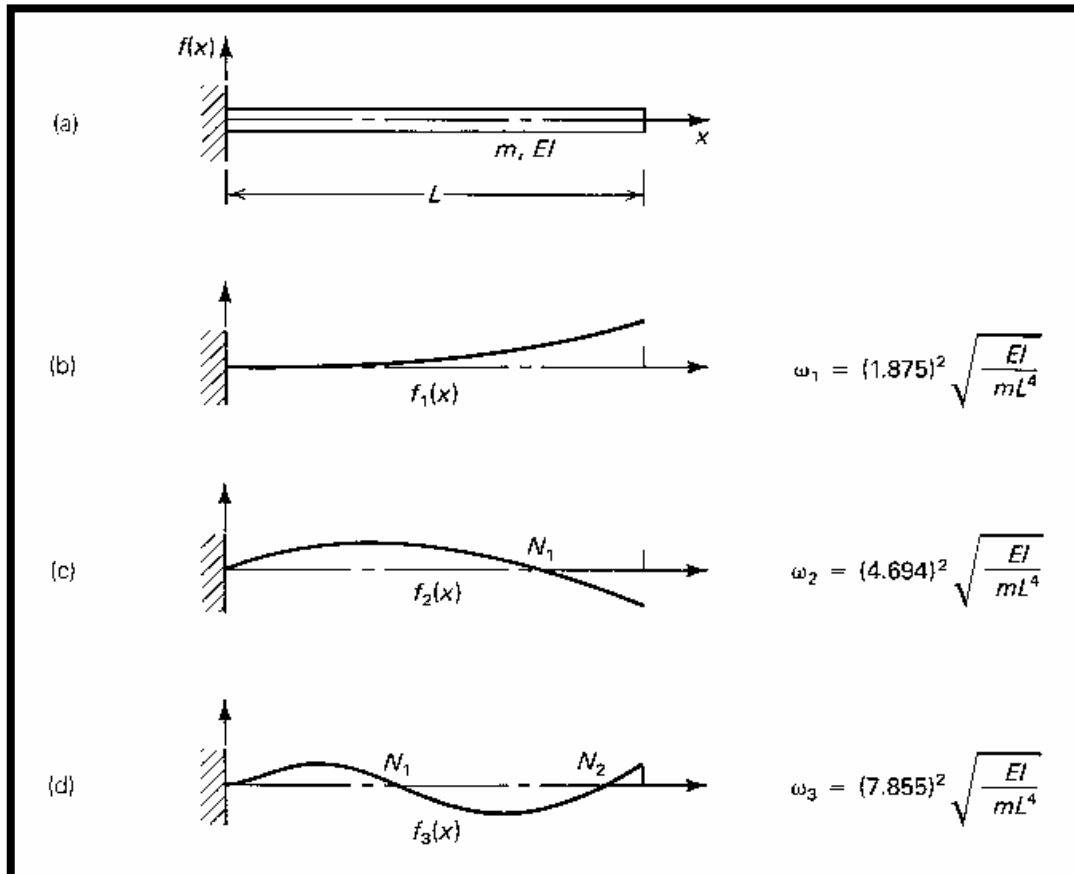 f(x)
(a)
x
m, EI
L
(b)
f₁(x)
ω₁ = (1.875)² √(EI / mL⁴)
(c)
N₁
f₂(x)
ω₂ = (4.694)² √(EI / mL⁴)
(d)
N₁ N₂
f₃(x)
ω₃ = (7.855)² √(EI / mL⁴)